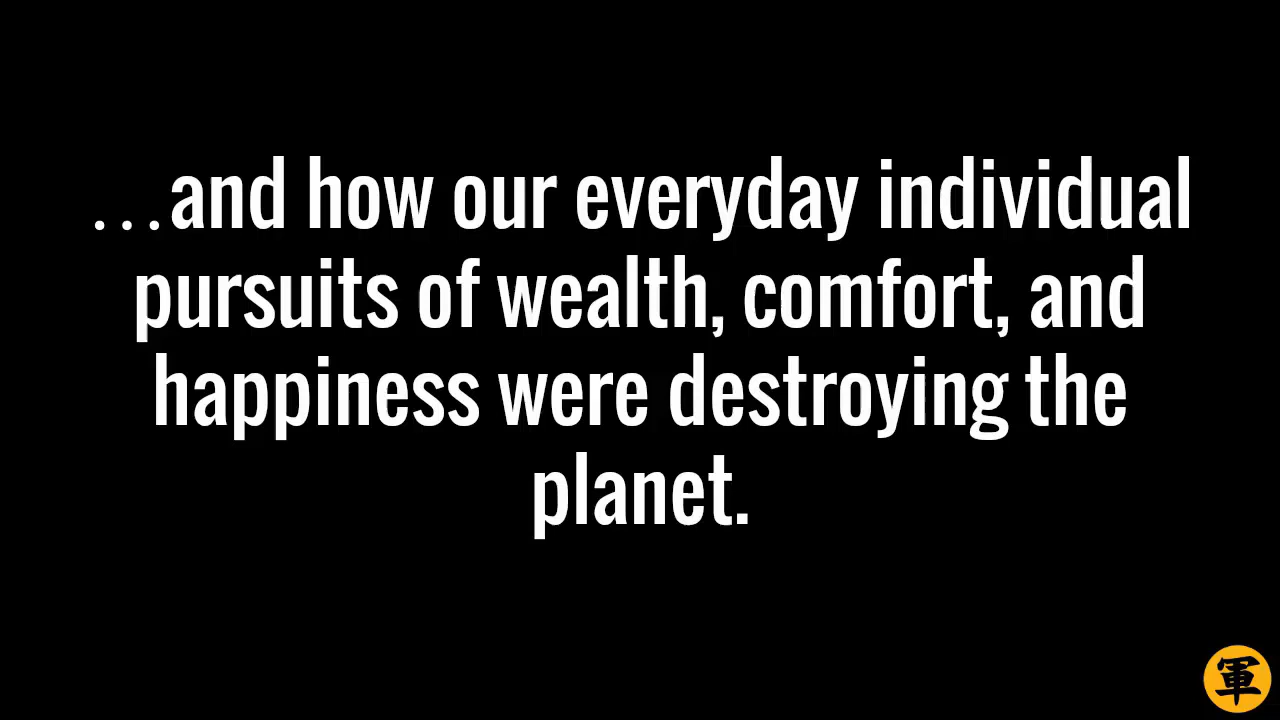 …and how our everyday individual
pursuits of wealth, comfort, and
happiness were destroying the
planet.
軍